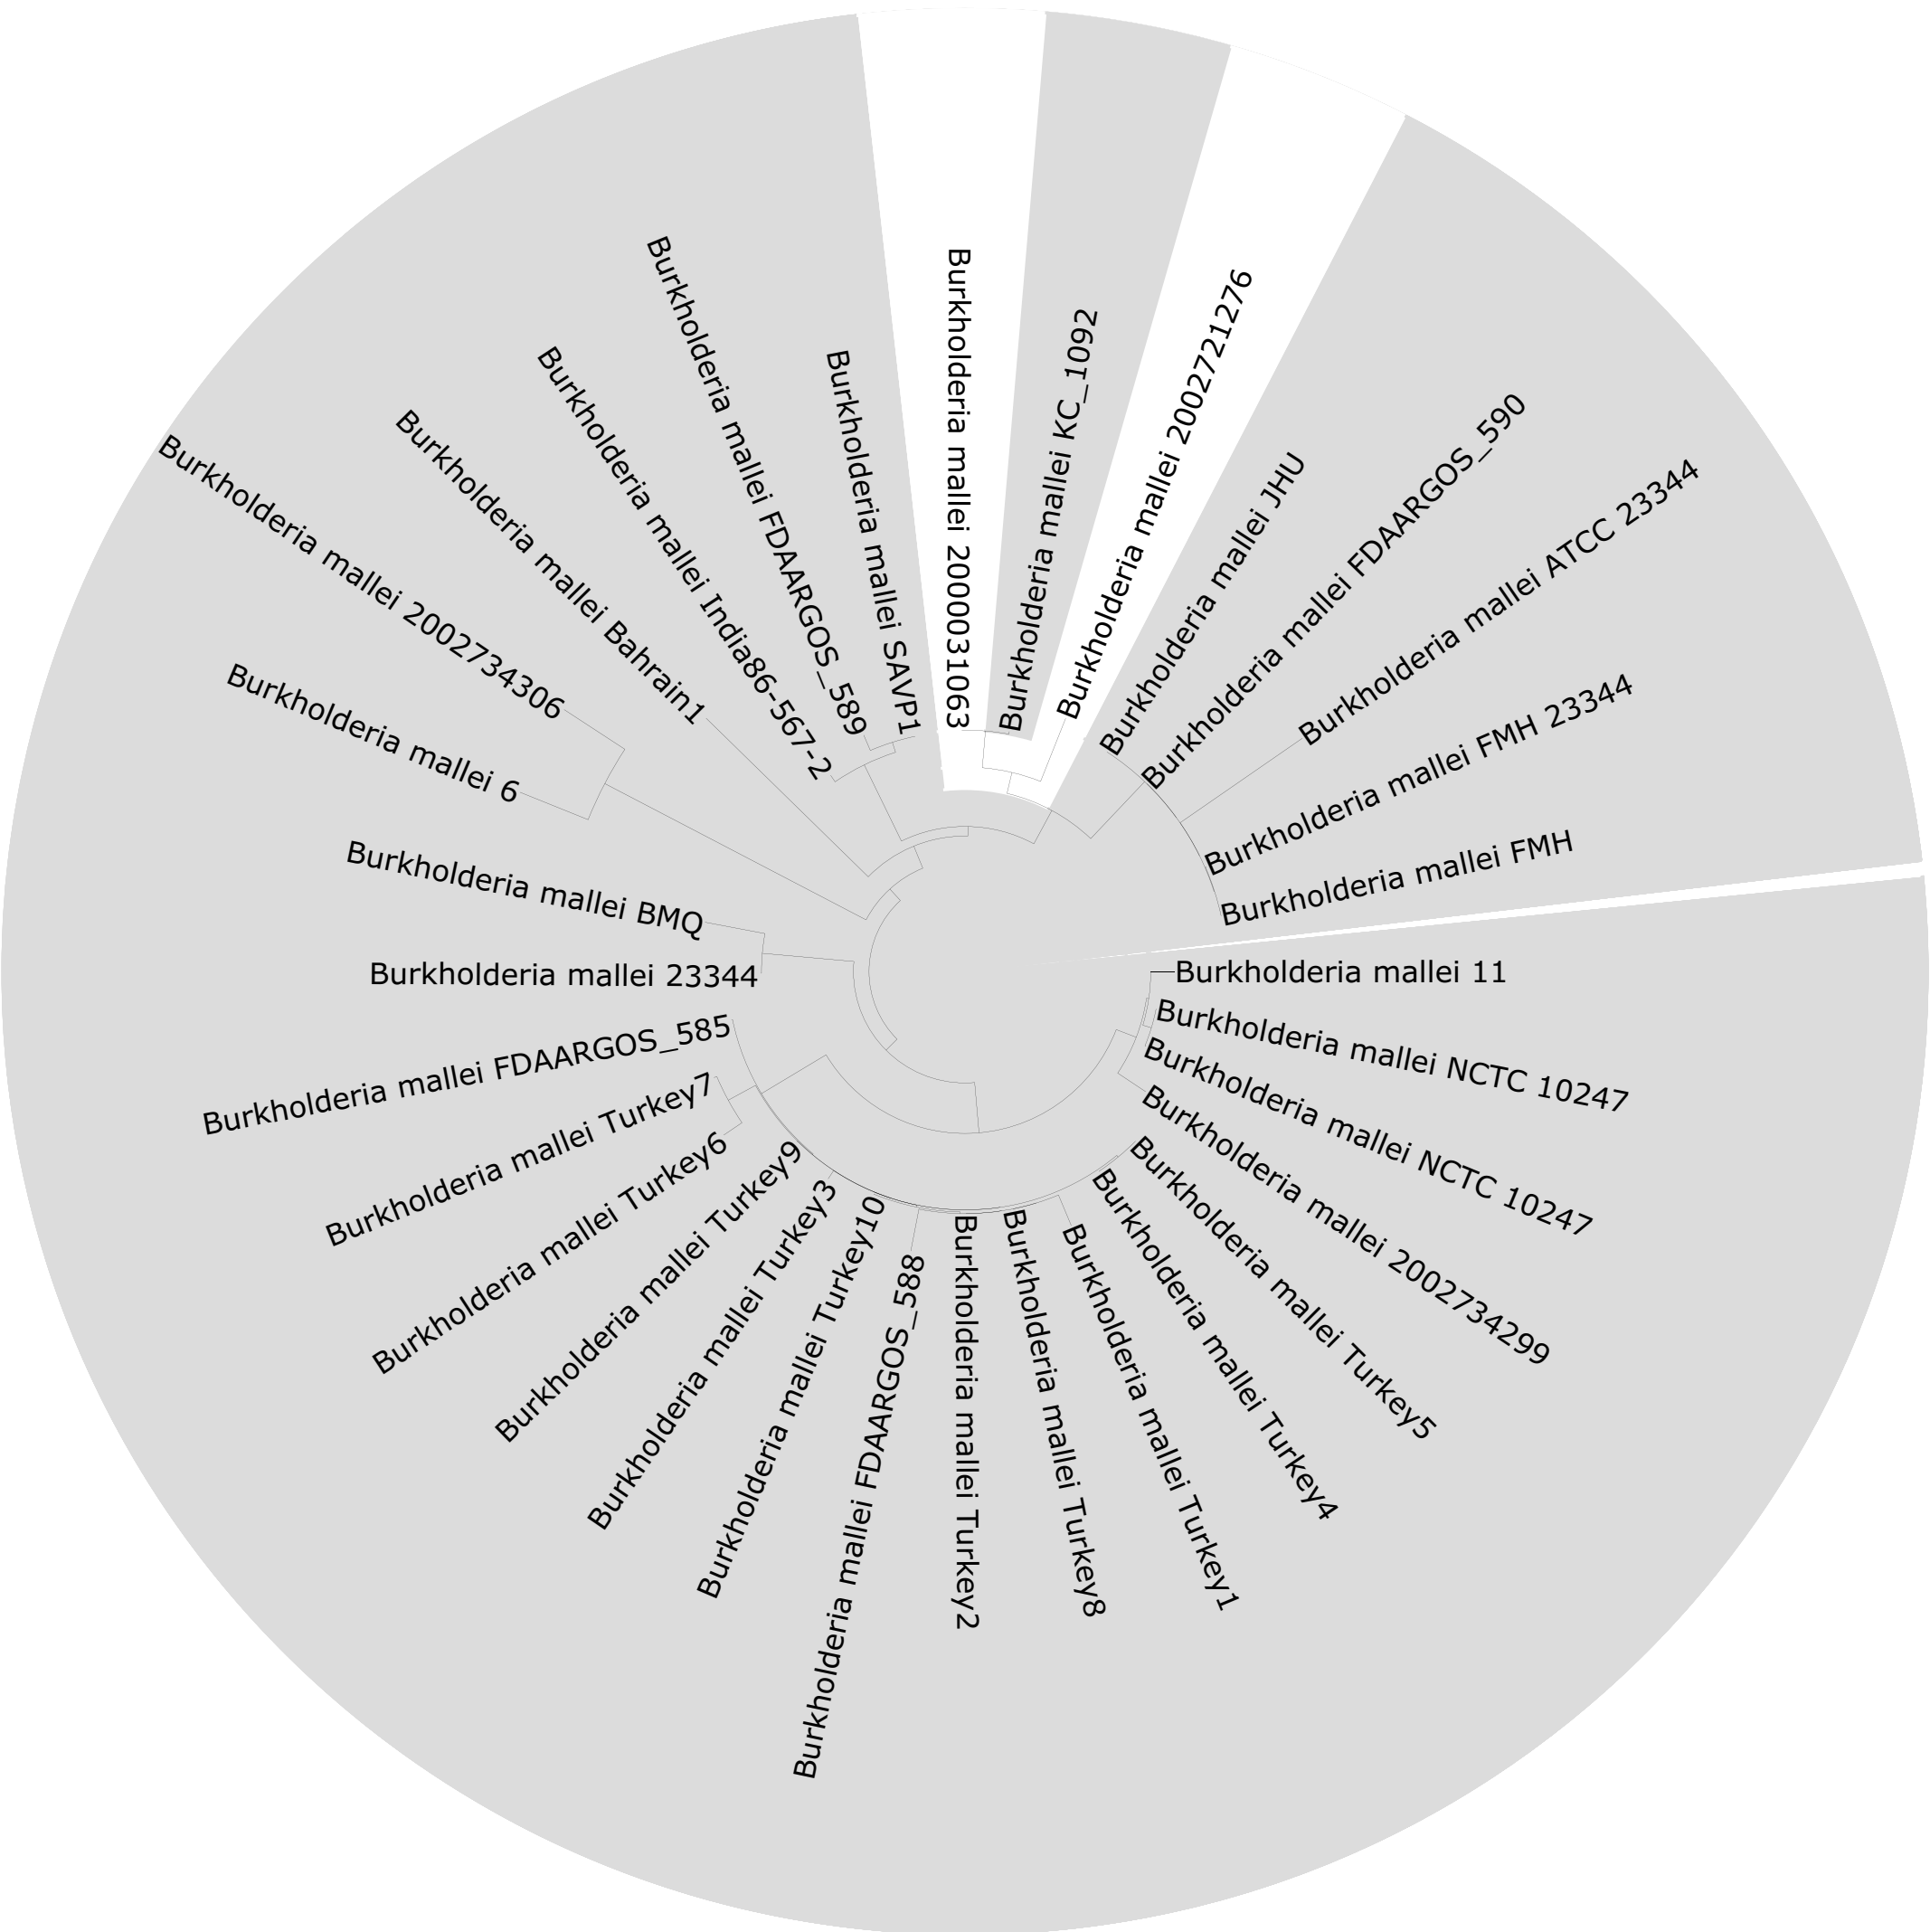 Burkholderia mallei 2000031063
Burkholderia mallei KC_1092
Burkholderia mallei 2002721276
Burkholderia mallei JHU
Burkholderia mallei FDAARGOS_590
Burkholderia mallei ATCC 23344
Burkholderia mallei FMH 23344
Burkholderia mallei FMH
Burkholderia mallei 11
Burkholderia mallei NCTC 10247
Burkholderia mallei NCTC 10247
Burkholderia mallei 2002734299
Burkholderia mallei Turkey5
Burkholderia mallei Turkey4
Burkholderia mallei Turkey1
Burkholderia mallei Turkey8
Burkholderia mallei Turkey2
Burkholderia mallei FDAARGOS_588
Burkholderia mallei Turkey10
Burkholderia mallei Turkey3
Burkholderia mallei Turkey9
Burkholderia mallei Turkey6
Burkholderia mallei Turkey7
Burkholderia mallei FDAARGOS_585
Burkholderia mallei 23344
Burkholderia mallei BMQ
Burkholderia mallei 6
Burkholderia mallei 2002734306
Burkholderia mallei Bahrain1
Burkholderia mallei India86-567-2
Burkholderia mallei FDAARGOS_589
Burkholderia mallei SAVP1